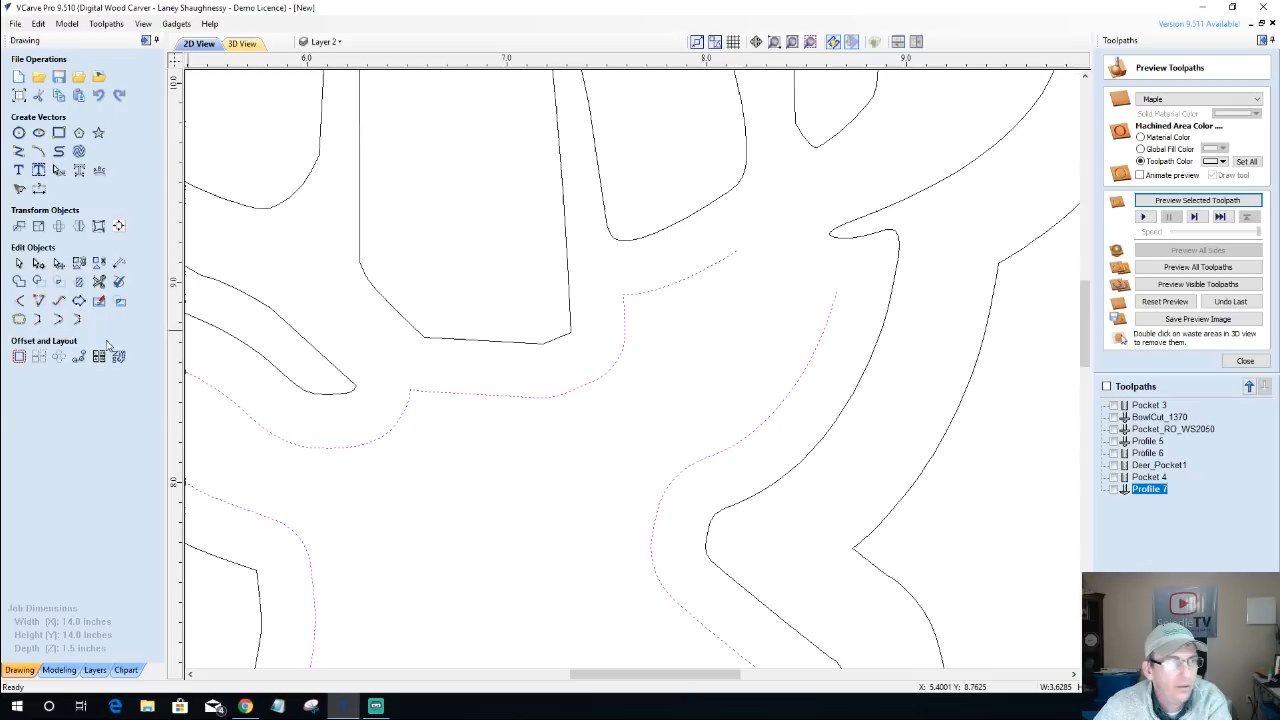 VCarve Pro 9.510 {Digital Wood Carver - Laney Shaughnessy - Demo Licence} - [New]
File Edit Model Toolpaths View Gadgets Help
Version 9.511 Available!
Drawing
2D View 3D View Layer 2
Toolpaths
File Operations
6.0 7.0 8.0 9.0
Preview Toolpaths
Maple
Solid Material Color
Create Vectors
Machined Area Color ....
Material Color
Global Fill Color
Toolpath Color Set All
Animate preview Draw tool
Transform Objects
Preview Selected Toolpath
Speed
Edit Objects
Preview All Sides
Preview All Toolpaths
Preview Visible Toolpaths
Reset Preview Undo Last
Save Preview Image
Double click on waste areas in 3D view
to remove them.
Offset and Layout
Close
Toolpaths
Pocket 3
BowlCut_1370
Pocket_RO_WS2050
Profile 5
Profile 6
Deer_Pocket1
Pocket 4
Profile 7
Job Dimensions
Width (X): 14.0 inches
Height (Y): 14.0 inches
Depth (Z): 1.5 inches
Drawing Modeling Layers Clipart
Ready
X: 5.4001 Y: 8.7625
W:3.6285
SpindleTV